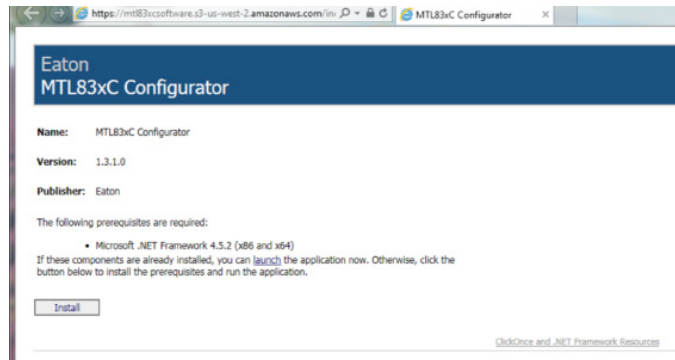 https://mtl83xcsoftware.s3-us-west-2.amazonaws.com/in
MTL83xC Configurator
Eaton
MTL83xC Configurator
Name: MTL83xC Configurator
Version: 1.3.1.0
Publisher: Eaton
The following prerequisites are required:
• Microsoft .NET Framework 4.5.2 (x86 and x64)
If these components are already installed, you can launch the application now. Otherwise, click the
button below to install the prerequisites and run the application.
Install
ClickOnce and .NET Framework Resources